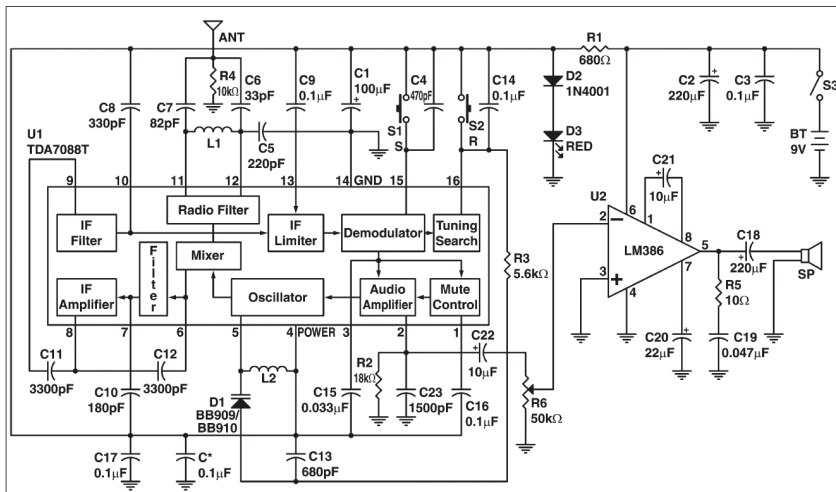 ANT
R1
680Ω
R4
10kΩ
C6
33pF
C9
0.1μF
C1
100μF
C4
470pF
C14
0.1μF
D2
1N4001
C2
220μF
C3
0.1μF
S3
C8
330pF
C7
82pF
L1
C5
220pF
S1
S
S2
R
D3
RED
BT
9V
U1
TDA7088T
9
10
11
12
13
14 GND
15
16
C21
10μF
U2
IF
Filter
Radio Filter
Mixer
IF
Limiter
Demodulator
Tuning
Search
2
6
1
8
LM386
5
C18
220μF
SP
R3
5.6kΩ
IF
Amplifier
Filter
Oscillator
Audio
Amplifier
Mute
Control
3
4
7
R5
10Ω
8
7
6
5
4 POWER
3
2
1
C22
10μF
C20
22μF
C19
0.047μF
C11
3300pF
C12
3300pF
L2
R2
18kΩ
R6
50kΩ
C10
180pF
D1
BB909/
BB910
C15
0.033μF
C23
1500pF
C16
0.1μF
C17
0.1μF
C*
0.1μF
C13
680pF